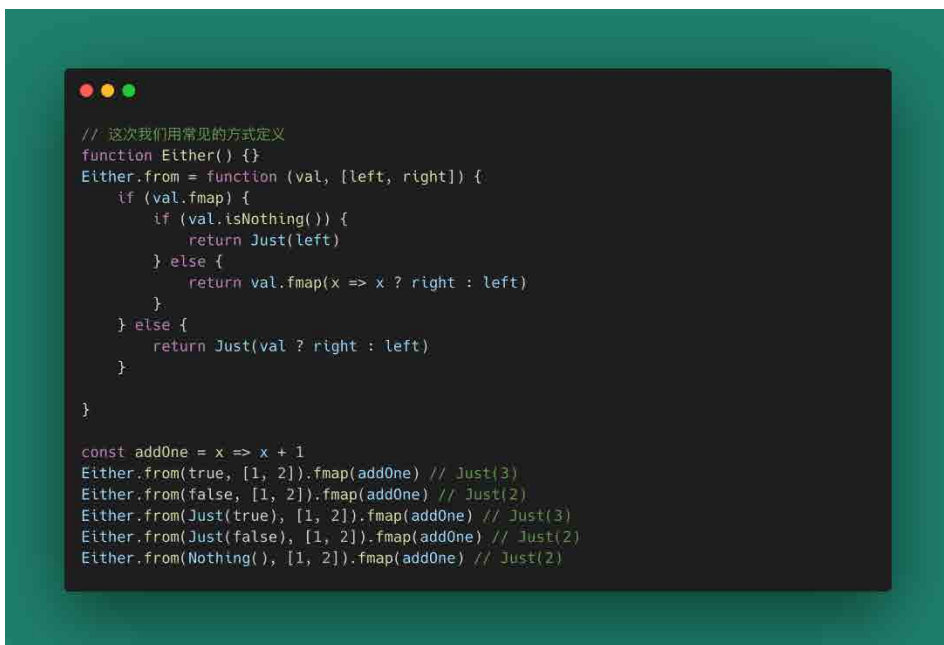 // 这次我们用常见的方式定义
function Either() {}
Either.from = function (val, [left, right]) {
    if (val.fmap) {
        if (val.isNothing()) {
            return Just(left)
        } else {
            return val.fmap(x => x ? right : left)
        }
    } else {
        return Just(val ? right : left)
    }
}
const addOne = x => x + 1
Either.from(true, [1, 2]).fmap(addOne) // Just(3)
Either.from(false, [1, 2]).fmap(addOne) // Just(2)
Either.from(Just(true), [1, 2]).fmap(addOne) // Just(3)
Either.from(Just(false), [1, 2]).fmap(addOne) // Just(2)
Either.from(Nothing(), [1, 2]).fmap(addOne) // Just(2)